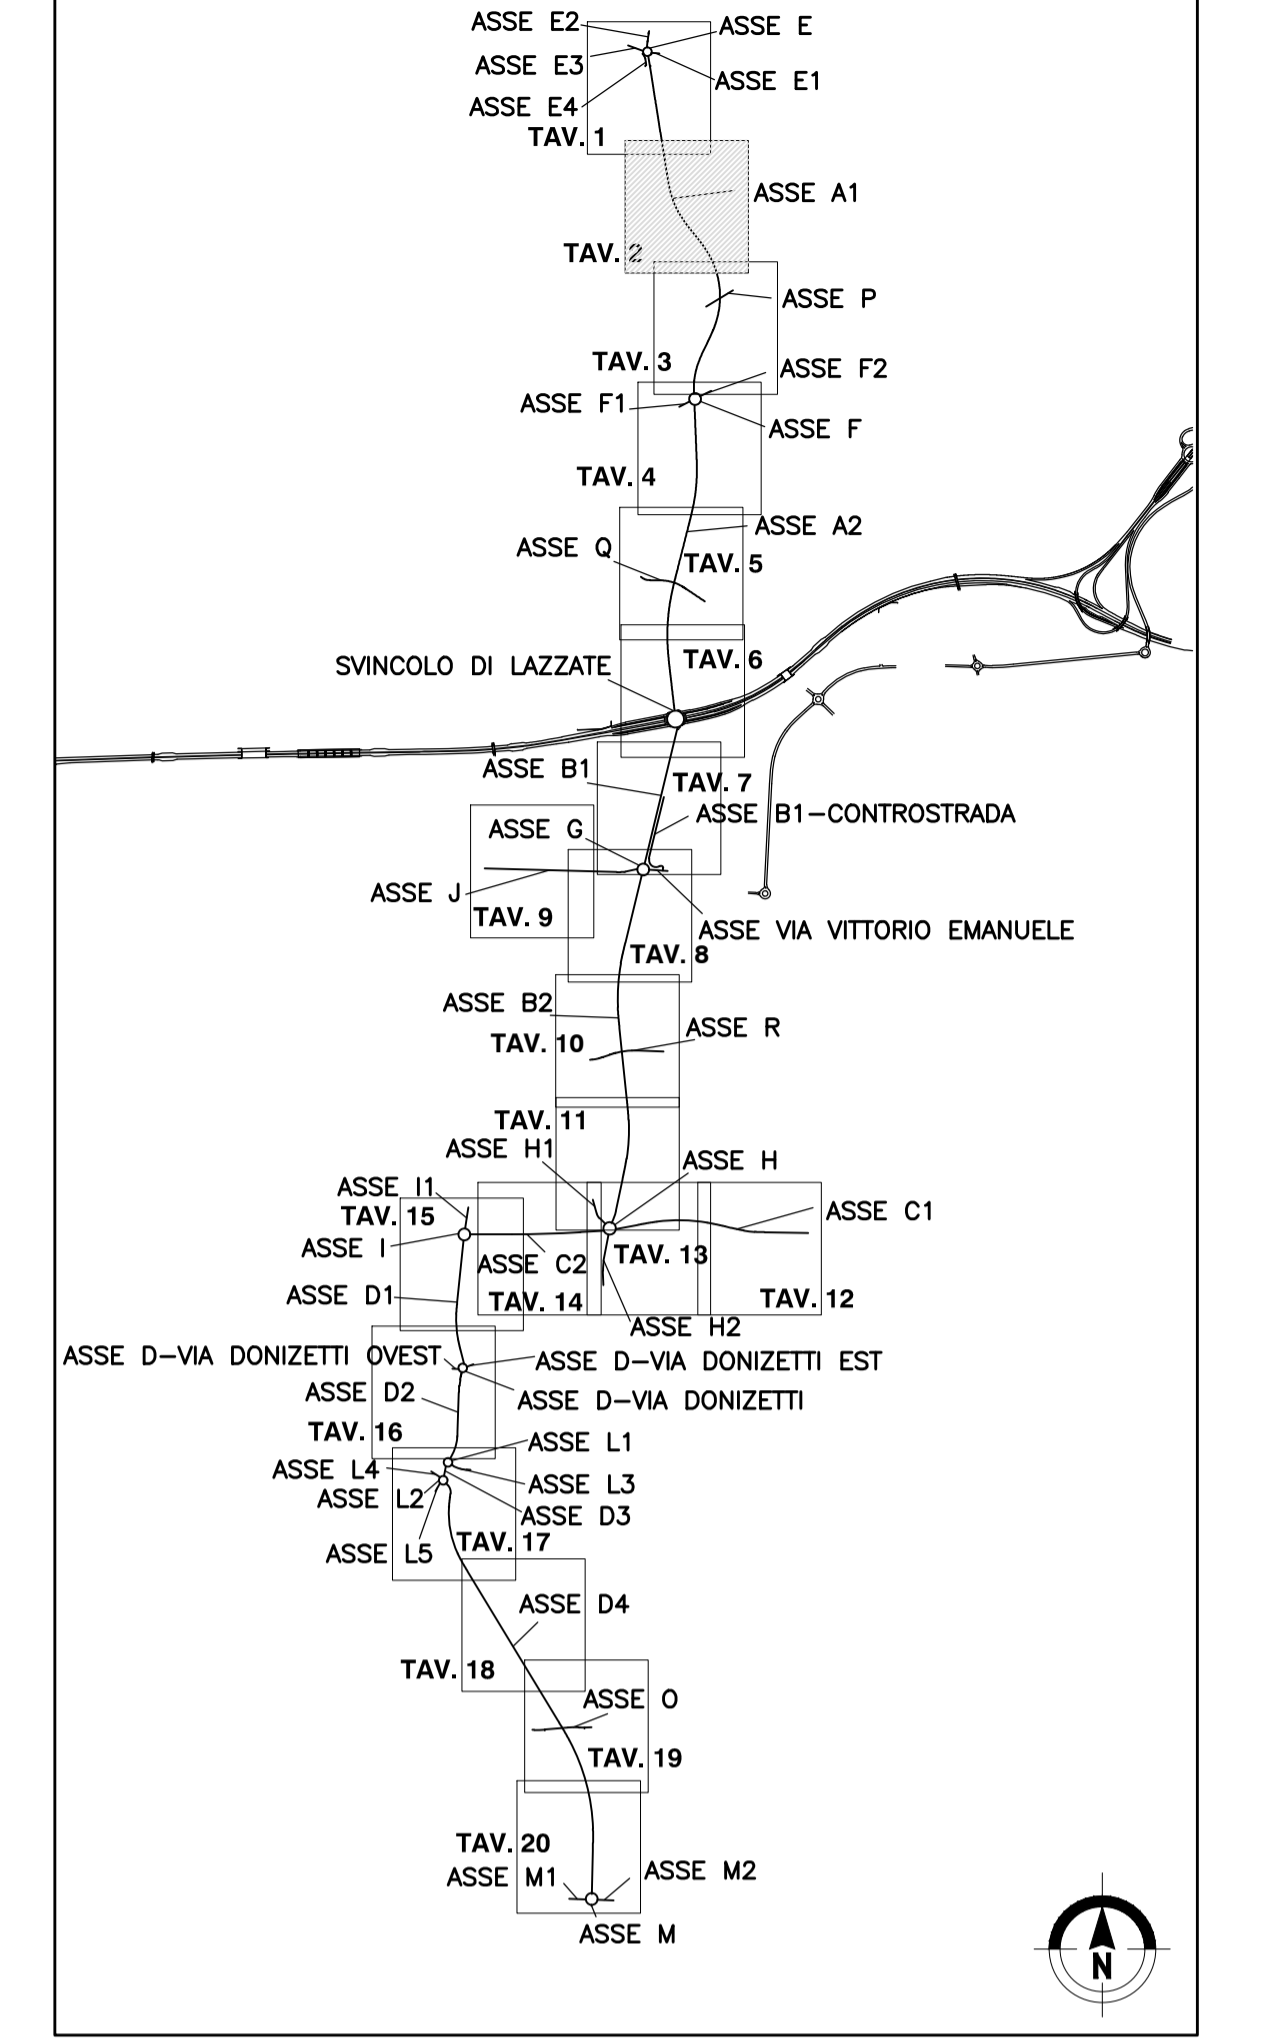 ASSE E2
ASSE E
ASSE E3
ASSE E1
ASSE E4
TAV. 1
ASSE A1
TAV. 2
ASSE P
TAV. 3
ASSE F2
ASSE F1
ASSE F
TAV. 4
ASSE A2
ASSE Q
TAV. 5
SVINCOLO DI LAZZATE
TAV. 6
ASSE B1
TAV. 7
ASSE B1-CONTROSTRADA
ASSE G
ASSE J
TAV. 9
ASSE VIA VITTORIO EMANUELE
TAV. 8
ASSE B2
ASSE R
TAV. 10
TAV. 11
ASSE H1
ASSE H
ASSE I1
TAV. 15
ASSE C1
ASSE I
TAV. 13
ASSE C2
ASSE D1
TAV. 14
TAV. 12
ASSE H2
ASSE D-VIA DONIZETTI OVEST
ASSE D-VIA DONIZETTI EST
ASSE D2
ASSE D-VIA DONIZETTI
TAV. 16
ASSE L1
ASSE L4
ASSE L3
ASSE L2
ASSE D3
TAV. 17
ASSE L5
ASSE D4
TAV. 18
ASSE O
TAV. 19
TAV. 20
ASSE M1
ASSE M2
ASSE M
N